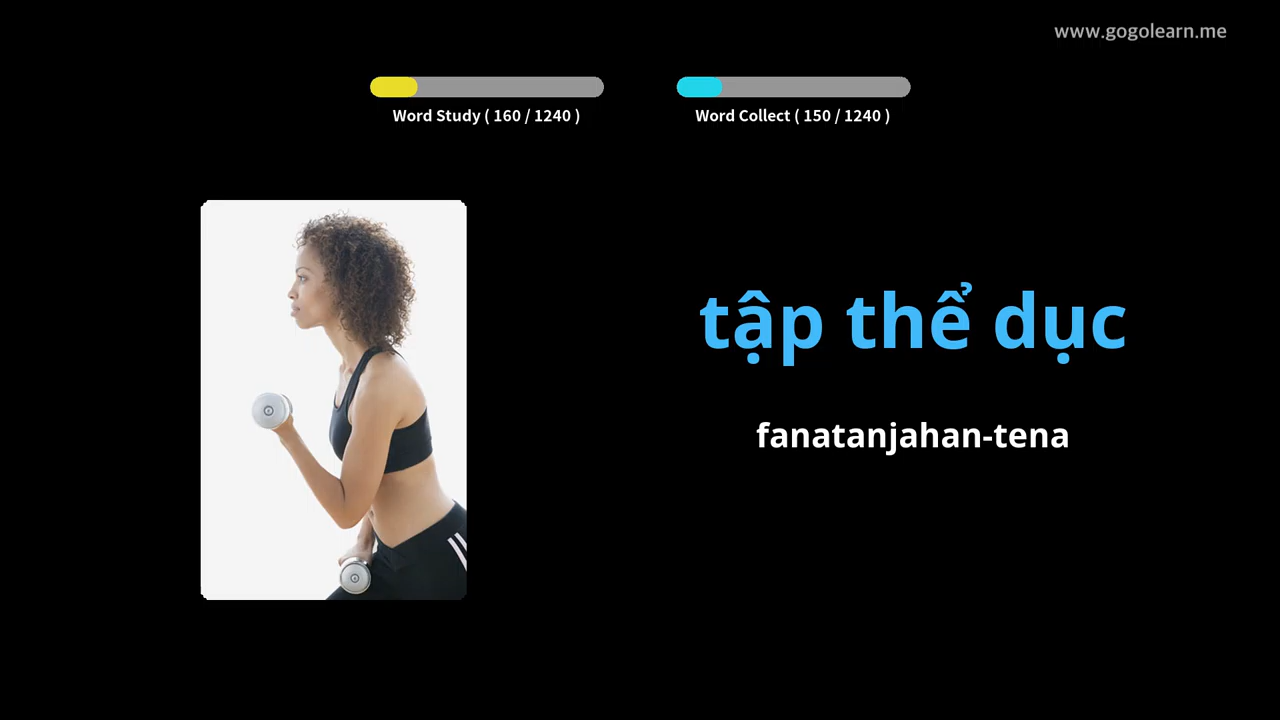 www.gogolearn.me
Word Study ( 160 / 1240 )
Word Collect ( 150 / 1240 )
tập thể dục
fanatanjahan-tena